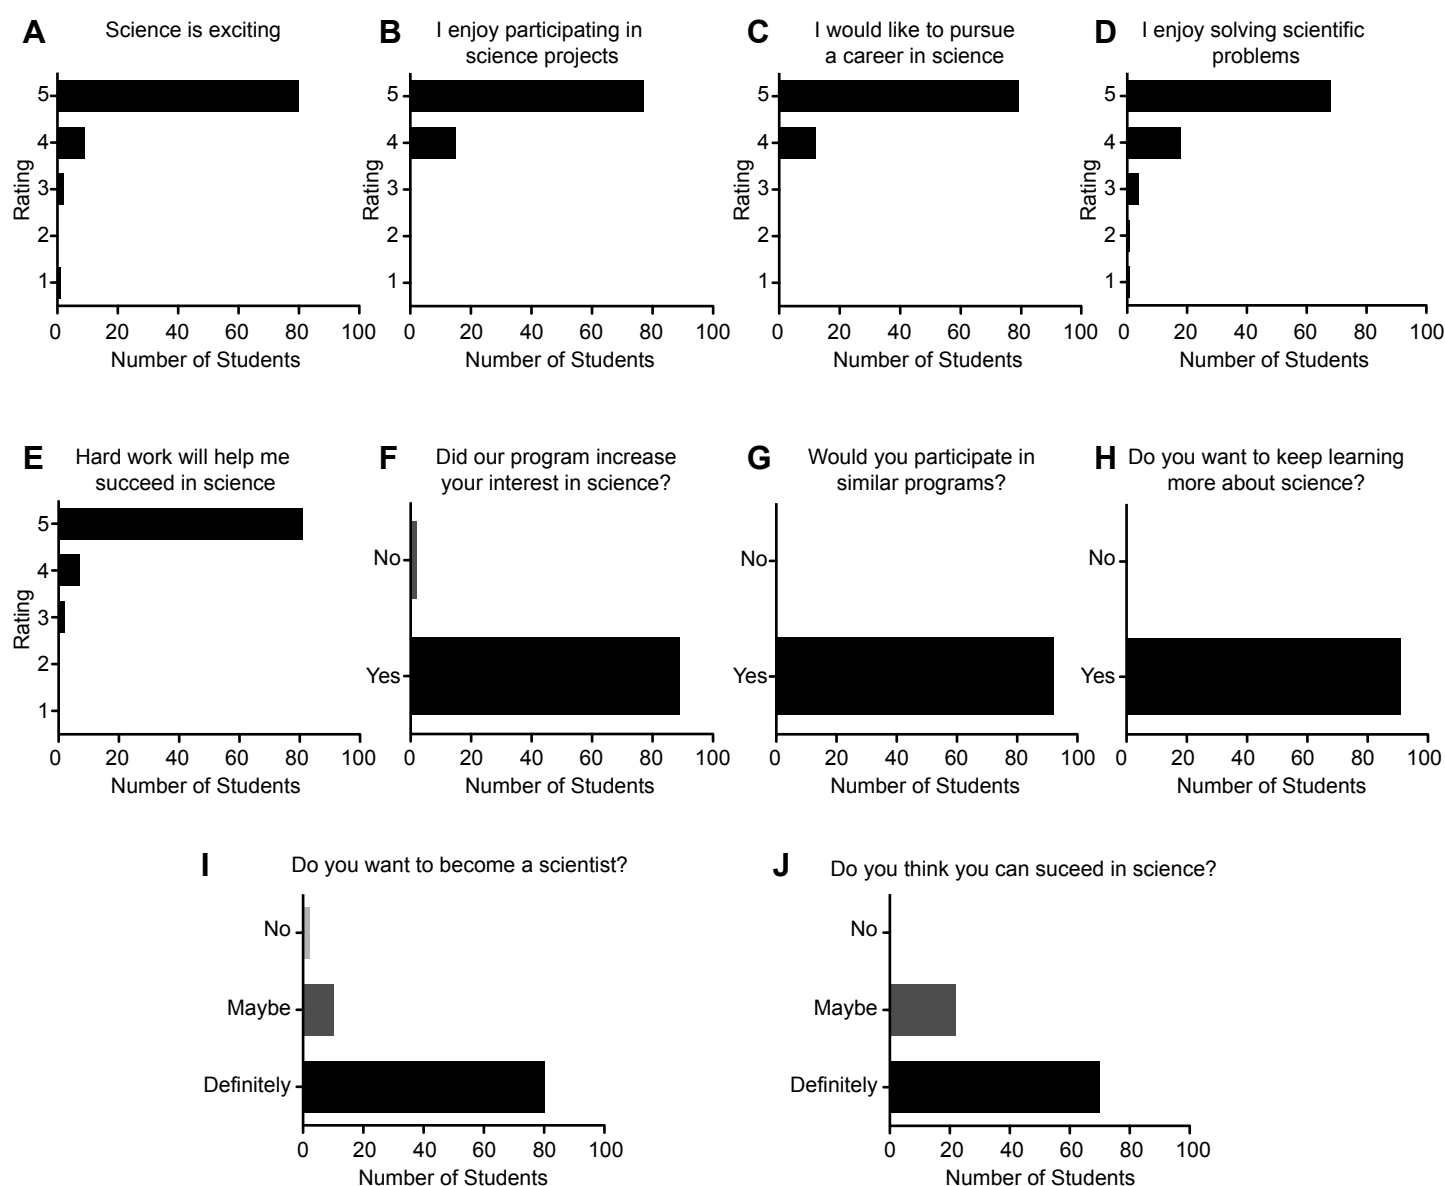 A Science is exciting
5
4
3
2
1
Rating
0 20 40 60 80 100
Number of Students
B I enjoy participating in
science projects
5
4
3
2
1
Rating
0 20 40 60 80 100
Number of Students
C I would like to pursue
a career in science
5
4
3
2
1
Rating
0 20 40 60 80 100
Number of Students
D I enjoy solving scientific
problems
5
4
3
2
1
Rating
0 20 40 60 80 100
Number of Students
E Hard work will help me
succeed in science
5
4
3
2
1
Rating
0 20 40 60 80 100
Number of Students
F Did our program increase
your interest in science?
No
Yes
0 20 40 60 80 100
Number of Students
G Would you participate in
similar programs?
No
Yes
0 20 40 60 80 100
Number of Students
H Do you want to keep learning
more about science?
No
Yes
0 20 40 60 80 100
Number of Students
I Do you want to become a scientist?
No
Maybe
Definitely
0 20 40 60 80 100
Number of Students
J Do you think you can suceed in science?
No
Maybe
Definitely
0 20 40 60 80 100
Number of Students